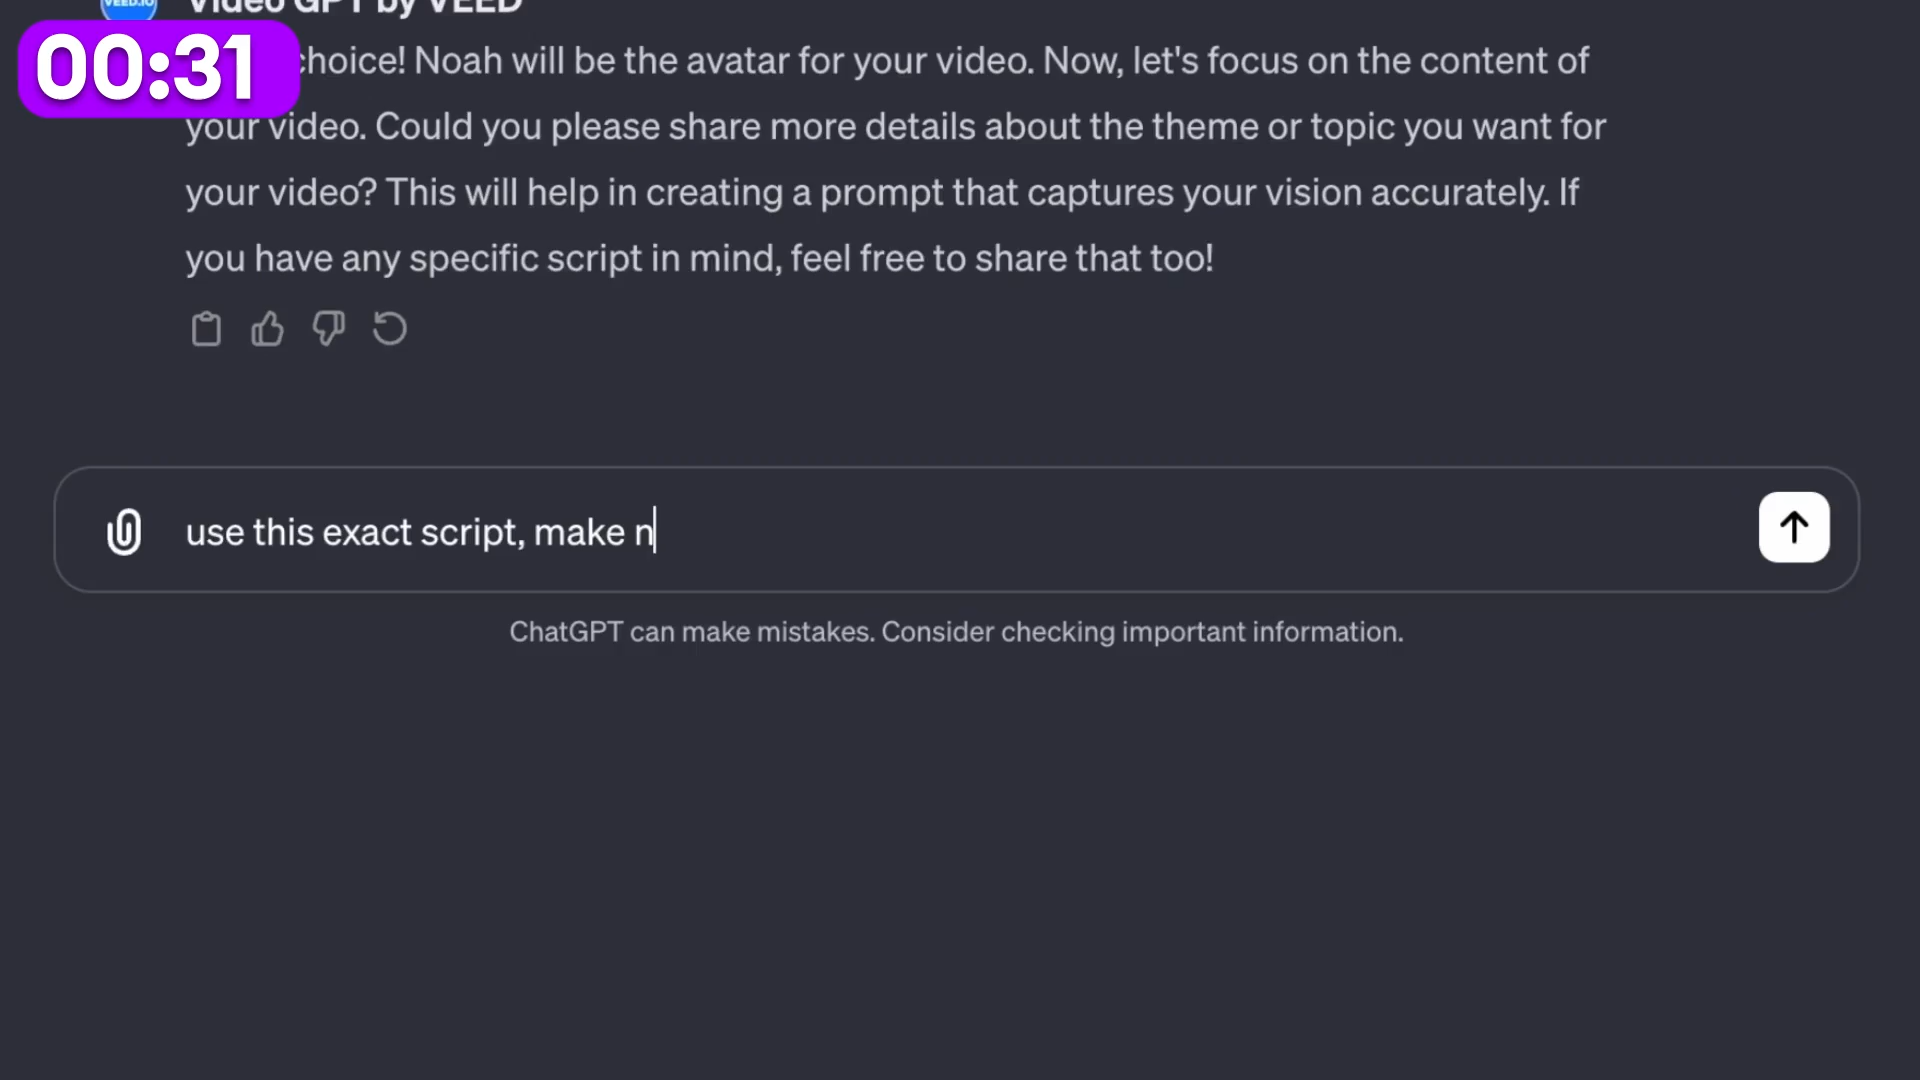 VEED.IO
Video GPT by VEED
00:31
choice! Noah will be the avatar for your video. Now, let's focus on the content of
your video. Could you please share more details about the theme or topic you want for
your video? This will help in creating a prompt that captures your vision accurately. If
you have any specific script in mind, feel free to share that too!
use this exact script, make n
ChatGPT can make mistakes. Consider checking important information.